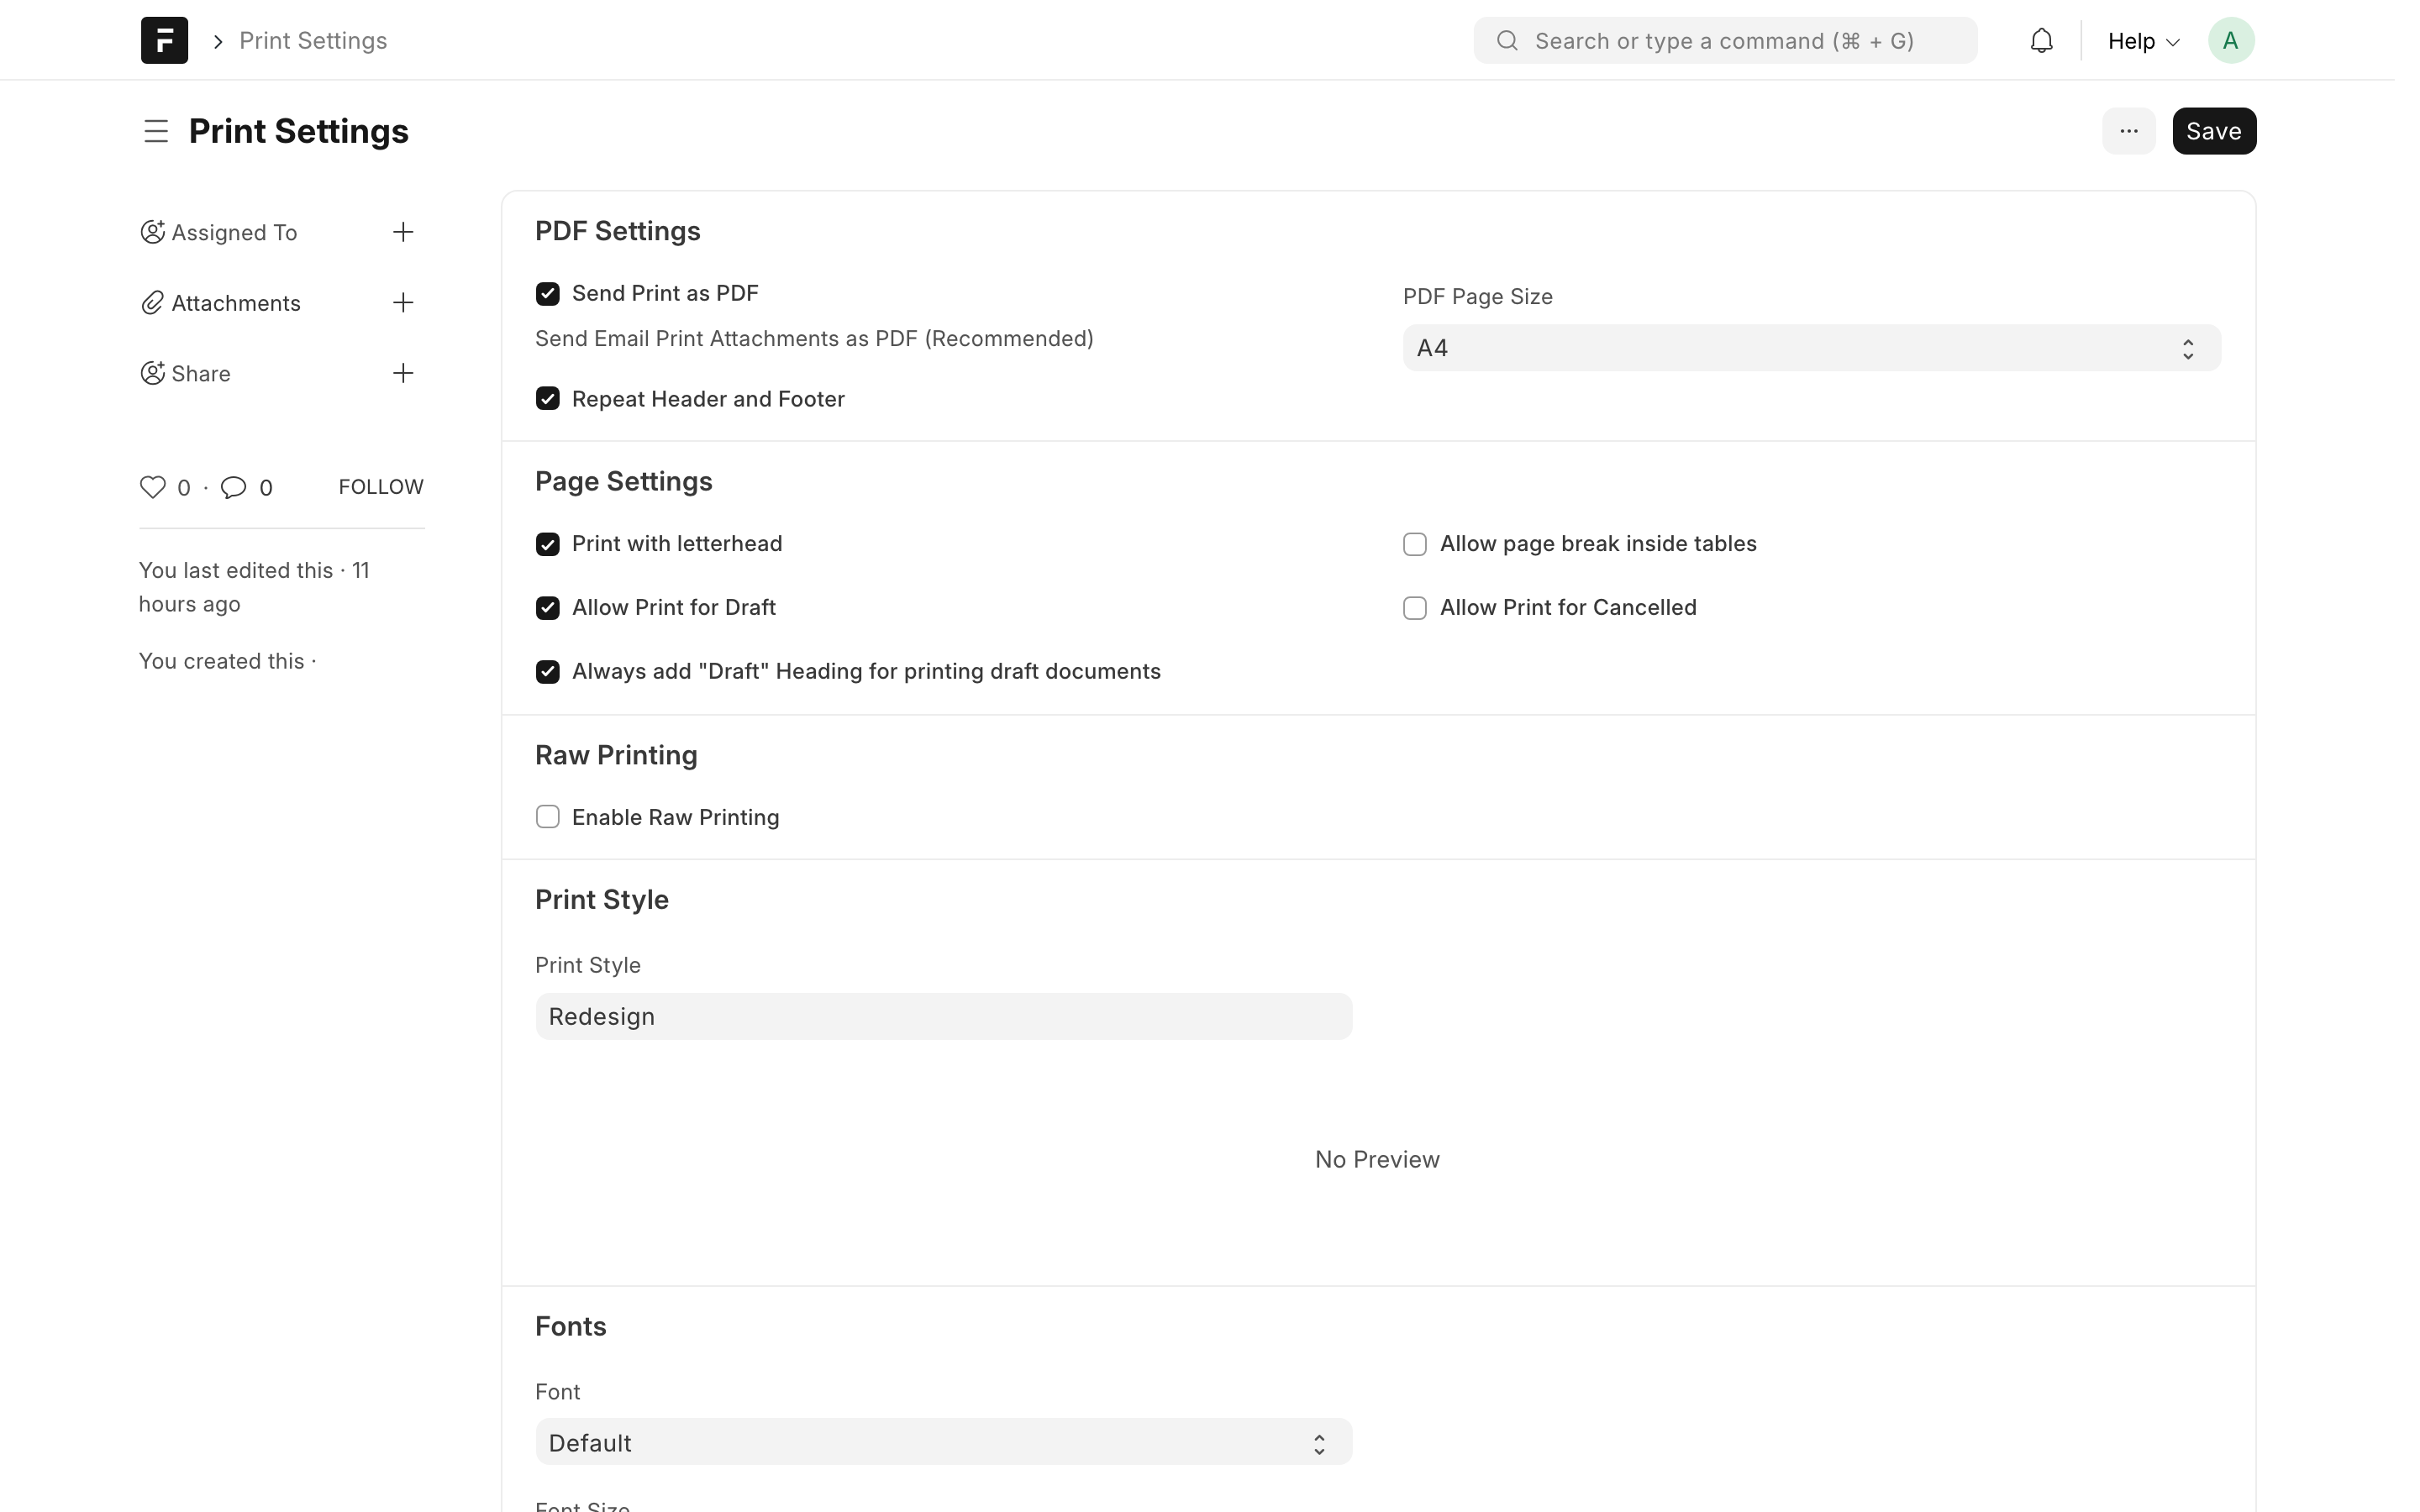 F
Print Settings
Search or type a command (⌘ + G)
Help
A
Print Settings
···
Save
Assigned To
Attachments
Share
0 · 0 FOLLOW
You last edited this · 11
hours ago
You created this ·
PDF Settings
Send Print as PDF
Send Email Print Attachments as PDF (Recommended)
Repeat Header and Footer
PDF Page Size
A4
Page Settings
Print with letterhead
Allow Print for Draft
Always add "Draft" Heading for printing draft documents
Allow page break inside tables
Allow Print for Cancelled
Raw Printing
Enable Raw Printing
Print Style
Print Style
Redesign
No Preview
Fonts
Font
Default
Font Size